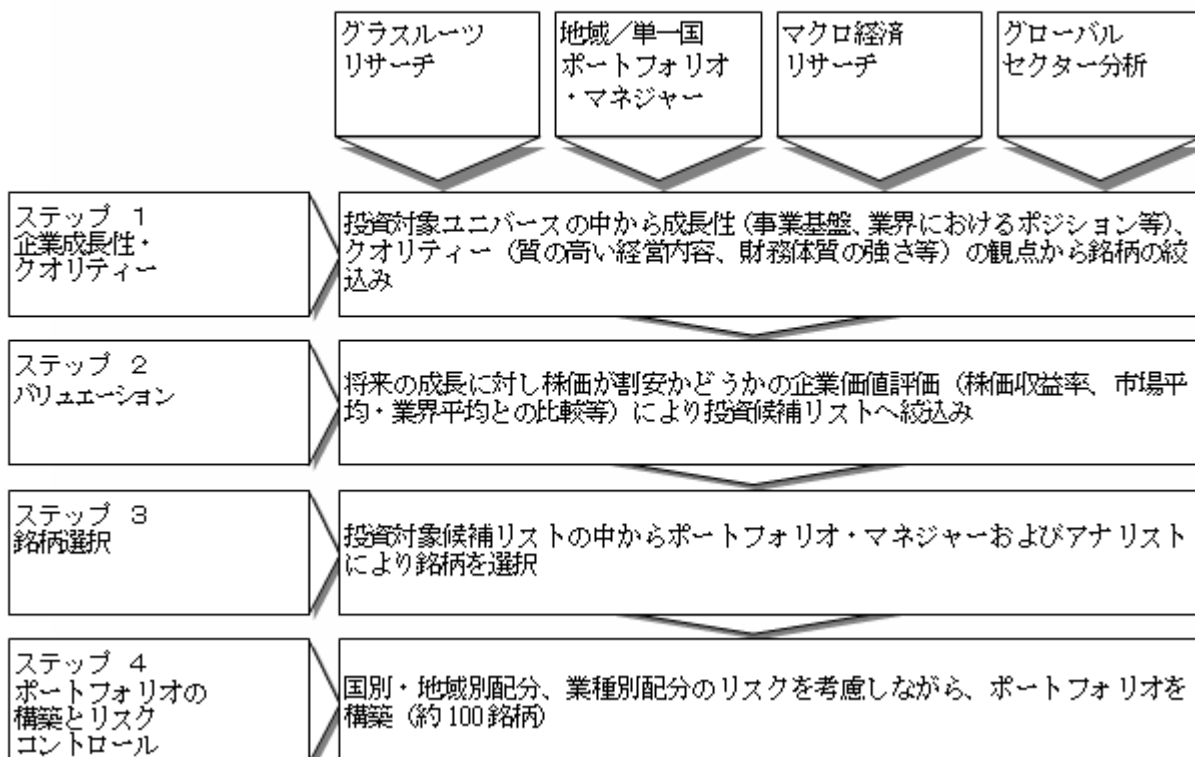 グラスルーツ
リサーチ
地域／単一国
ポートフォリオ
・マネジャー
マクロ経済
リサーチ
グローバル
セクター分析
ステップ １
企業成長性・
クオリティー
投資対象ユニバースの中から成長性（事業基盤、業界におけるポジション等）、
クオリティー（質の高い経営内容、財務体質の強さ等）の観点から銘柄の絞
込み
ステップ ２
バリュエーション
将来の成長に対し株価が割安かどうかの企業価値評価（株価収益率、市場平
均・業界平均との比較等）により投資候補リストへ絞込み
ステップ ３
銘柄選択
投資対象候補リストの中からポートフォリオ・マネジャーおよびアナリスト
により銘柄を選択
ステップ ４
ポートフォリオの
構築とリスク
コントロール
国別・地域別配分、業種別配分のリスクを考慮しながら、ポートフォリオを
構築（約100銘柄）